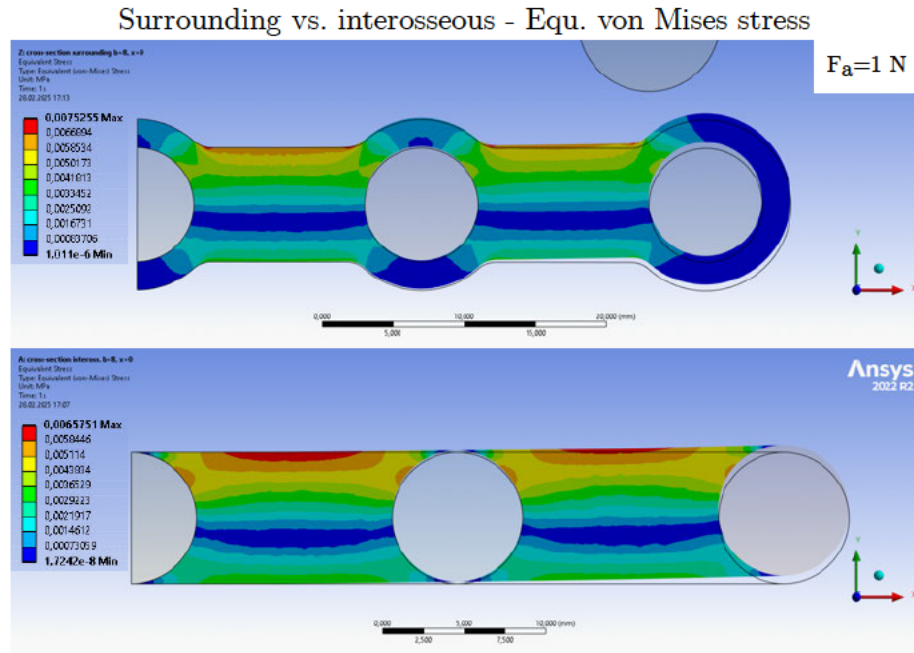 Surrounding vs. interosseous - Equ. von Mises stress
Fa=1 N
Z: cross-section surrounding b=8, x=0
Equivalent Stress
Type: Equivalent (von-Mises) Stress
Unit: MPa
Time: 1 s
28.02.2025 17:13
0,0075255 Max
0,0066894
0,0058534
0,0050173
0,0041813
0,0033452
0,0025092
0,0016731
0,00083706
1,011e-6 Min
Y
X
0,000 10,000 20,000 (mm)
5,000 15,000
A: cross-section inteross. b=8, x=0
Equivalent Stress
Type: Equivalent (von-Mises) Stress
Unit: MPa
Time: 1 s
28.02.2025 17:07
Ansys
2022 R2
0,0065751 Max
0,0058446
0,005114
0,0043834
0,0036529
0,0029223
0,0021917
0,0014612
0,00073059
1,7242e-8 Min
Y
X
0,000 5,000 10,000 (mm)
2,500 7,500